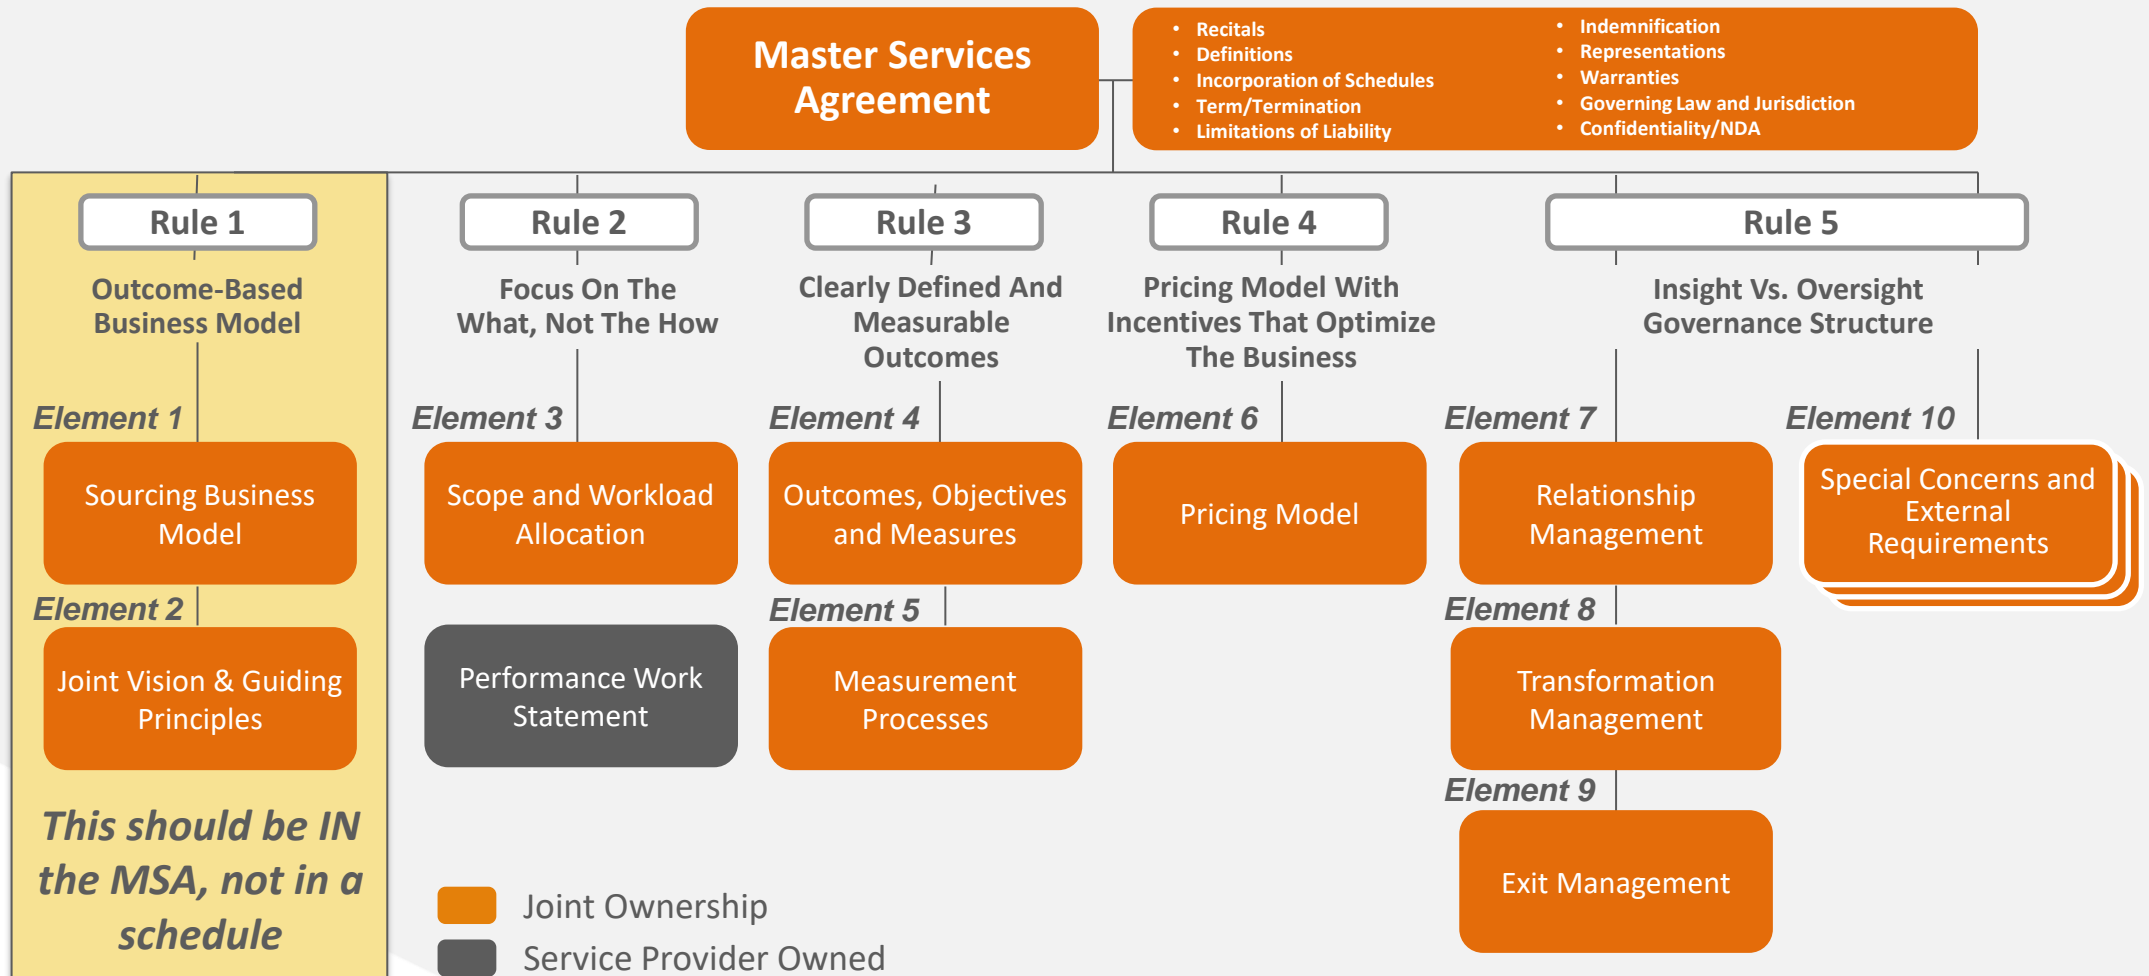 Master Services
Agreement
• Recitals
• Definitions
• Incorporation of Schedules
• Term/Termination
• Limitations of Liability
• Indemnification
• Representations
• Warranties
• Governing Law and Jurisdiction
• Confidentiality/NDA
Rule 1
Outcome-Based
Business Model
Element 1
Sourcing Business
Model
Element 2
Joint Vision & Guiding
Principles
This should be IN
the MSA, not in a
schedule
Rule 2
Focus On The
What, Not The How
Element 3
Scope and Workload
Allocation
Performance Work
Statement
Rule 3
Clearly Defined And
Measurable
Outcomes
Element 4
Outcomes, Objectives
and Measures
Element 5
Measurement
Processes
Rule 4
Pricing Model With
Incentives That Optimize
The Business
Element 6
Pricing Model
Rule 5
Insight Vs. Oversight
Governance Structure
Element 7
Relationship
Management
Element 8
Transformation
Management
Element 9
Exit Management
Element 10
Special Concerns and
External
Requirements
Joint Ownership
Service Provider Owned